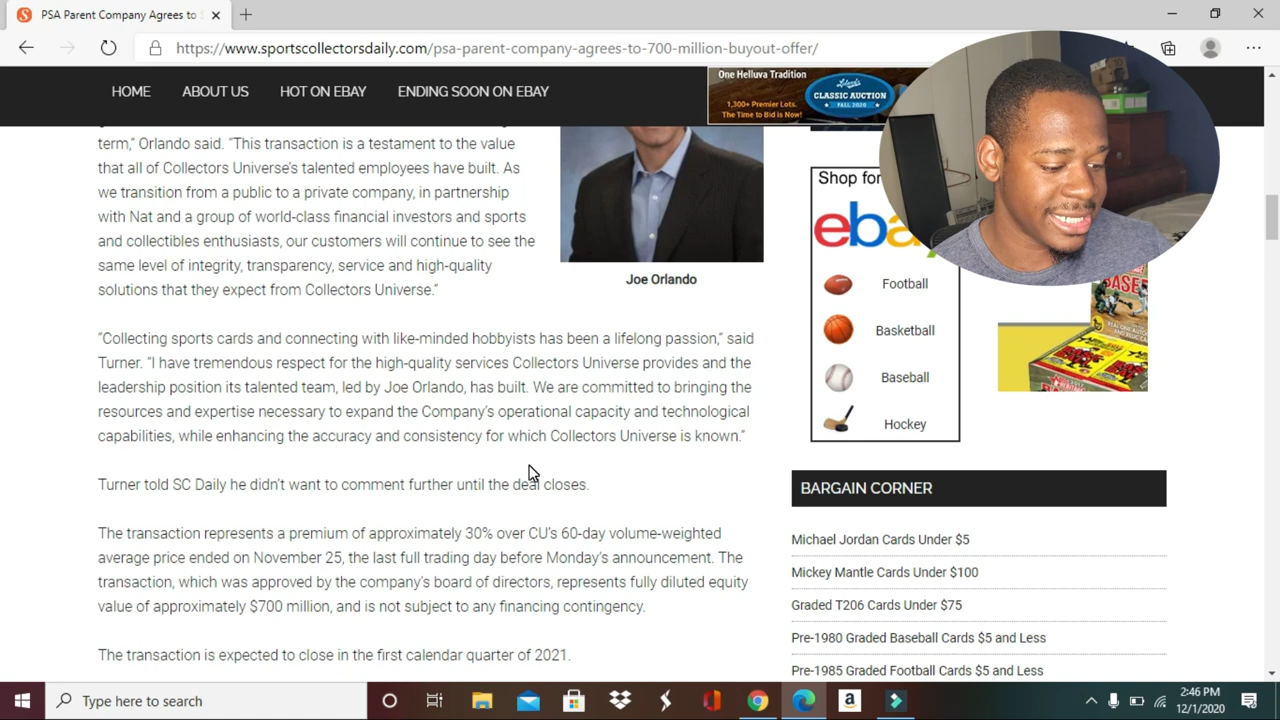 PSA Parent Company Agrees to
https://www.sportscollectorsdaily.com/psa-parent-company-agrees-to-700-million-buyout-offer/
HOME ABOUT US HOT ON EBAY ENDING SOON ON EBAY
One Helluva Tradition
1,300+ Premier Lots.
The Time to Bid is Now!
CLASSIC AUCTION
FALL 2020
term,” Orlando said. “This transaction is a testament to the value
that all of Collectors Universe’s talented employees have built. As
we transition from a public to a private company, in partnership
with Nat and a group of world-class financial investors and sports
and collectibles enthusiasts, our customers will continue to see the
same level of integrity, transparency, service and high-quality
solutions that they expect from Collectors Universe.”
Joe Orlando
“Collecting sports cards and connecting with like-minded hobbyists has been a lifelong passion,” said
Turner. “I have tremendous respect for the high-quality services Collectors Universe provides and the
leadership position its talented team, led by Joe Orlando, has built. We are committed to bringing the
resources and expertise necessary to expand the Company’s operational capacity and technological
capabilities, while enhancing the accuracy and consistency for which Collectors Universe is known.”
Turner told SC Daily he didn’t want to comment further until the deal closes.
The transaction represents a premium of approximately 30% over CU’s 60-day volume-weighted
average price ended on November 25, the last full trading day before Monday’s announcement. The
transaction, which was approved by the company’s board of directors, represents fully diluted equity
value of approximately $700 million, and is not subject to any financing contingency.
The transaction is expected to close in the first calendar quarter of 2021.
Shop for
ebay
Football
Basketball
Baseball
Hockey
BARGAIN CORNER
Michael Jordan Cards Under $5
Mickey Mantle Cards Under $100
Graded T206 Cards Under $75
Pre-1980 Graded Baseball Cards $5 and Less
Pre-1985 Graded Football Cards $5 and Less
Type here to search
2:46 PM
12/1/2020